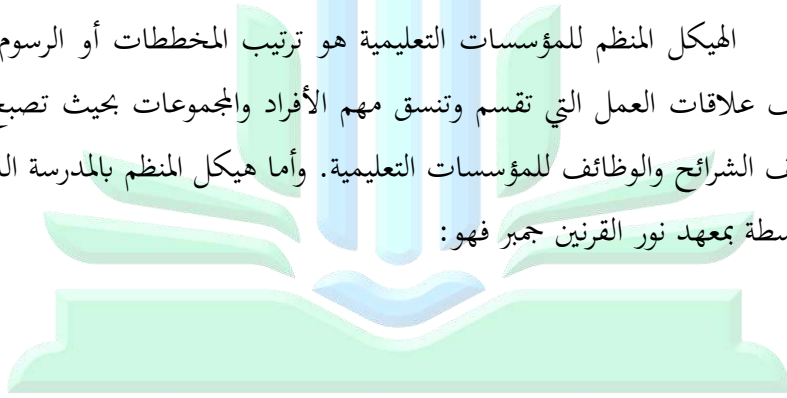 الهيكل المنظم للمؤسسات التعليمية هو ترتيب المخططات أو الرسوم
علاقات العمل التي تقسم وتنسق مهم الأفراد والمجموعات بحيث تصبح
الشرائح والوظائف للمؤسسات التعليمية. وأما هيكل المنظم بالمدرسة
بمعهد نور القرنين جمبر فهو: